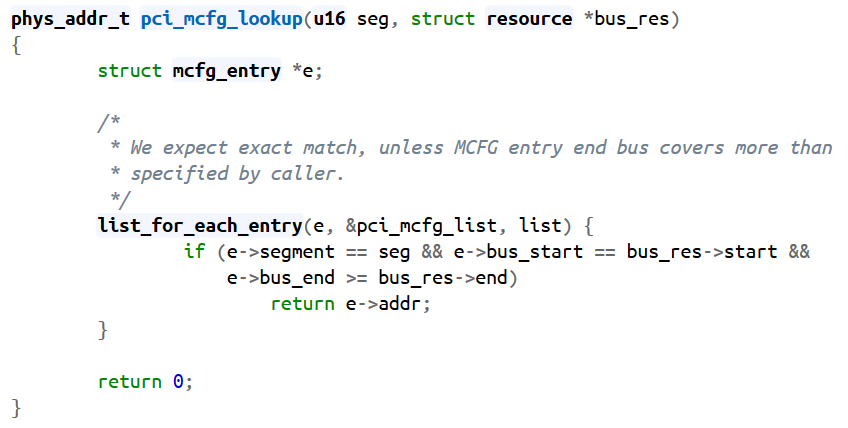 phys_addr_t pci_mcfg_lookup(u16 seg, struct resource *bus_res)
{
        struct mcfg_entry *e;

        /*
         * We expect exact match, unless MCFG entry end bus covers more than
         * specified by caller.
         */
        list_for_each_entry(e, &pci_mcfg_list, list) {
                if (e->segment == seg && e->bus_start == bus_res->start &&
                    e->bus_end >= bus_res->end)
                        return e->addr;
        }

        return 0;
}